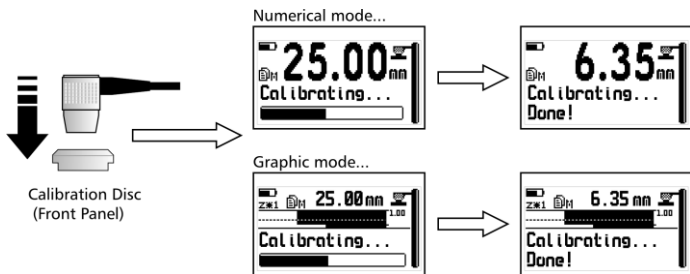 Numerical mode...
25.00 mm
M
Calibrating...
6.35 mm
M
Calibrating...
Done!
Calibration Disc
(Front Panel)
Graphic mode...
Z*1 M 25.00 mm
1.00
Calibrating...
Z*1 M 6.35 mm
1.00
Calibrating...
Done!